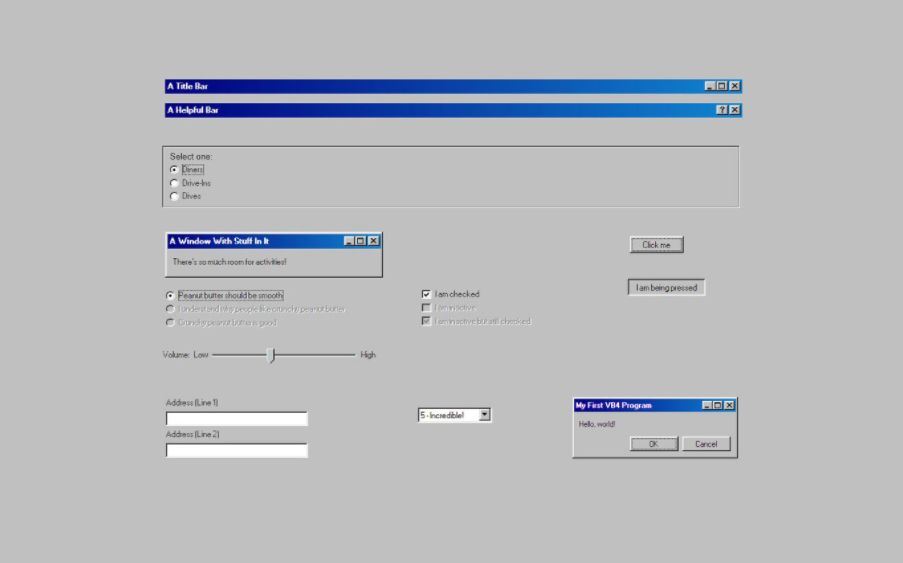 A Title Bar
A Helpful Bar
Select one:
Diners
Drive-Ins
Dives
A Window With Stuff In It
There's so much room for activities!
Click me
I am being pressed
Peanut butter should be smooth
I understand why people like crunchy peanut butter
Crunchy peanut butter is good
I am checked
I am inactive
I am inactive but still checked
Volume: Low High
Address (Line 1)
Address (Line 2)
5 - Incredible!
My First VB4 Program
Hello, world!
OK Cancel